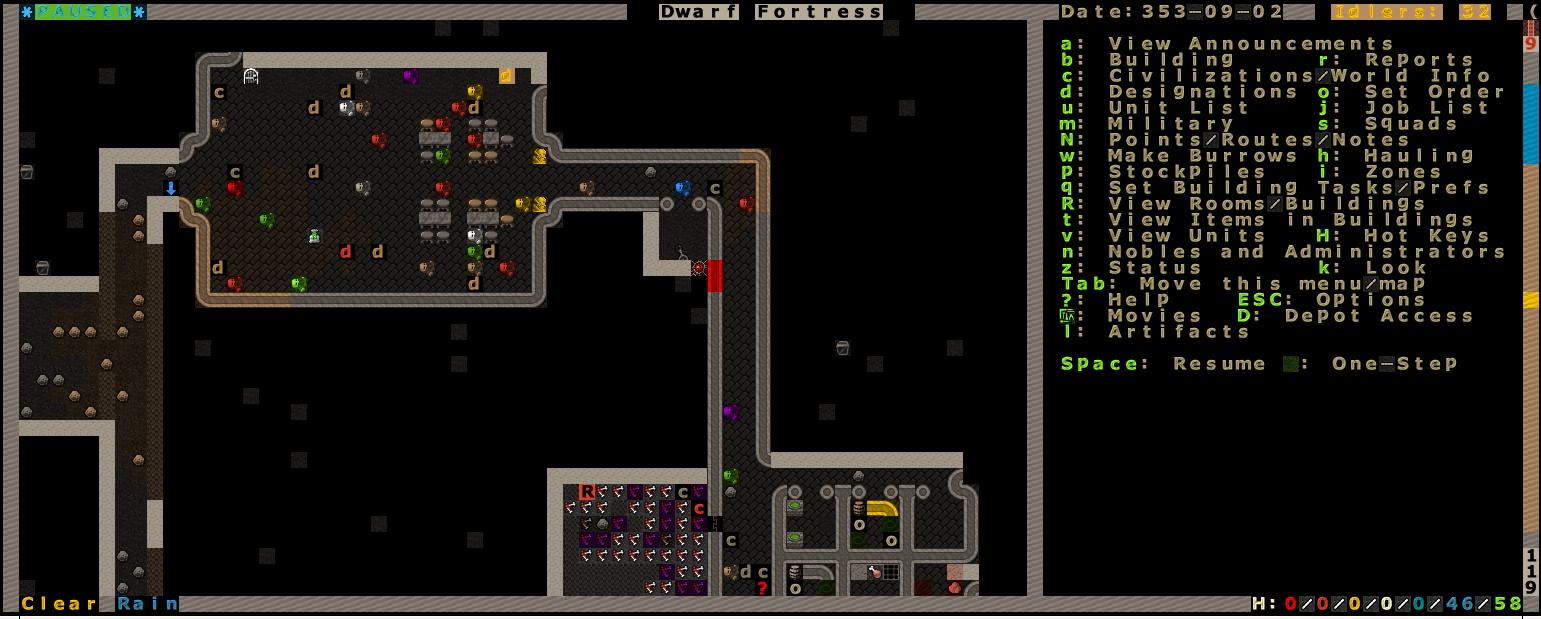 *PAUSED* Dwarf Fortress Date:353-09-02 Idlers: 32
a: View Announcements
b: Building r: Reports
c: Civilizations/World Info
d: Designations o: Set Order
u: Unit List j: Job List
m: Military s: Squads
N: Points/Routes/Notes
w: Make Burrows h: Hauling
p: Stockpiles i: Zones
q: Set Building Tasks/Prefs
R: View Rooms/Buildings
t: View Items in Buildings
v: View Units H: Hot Keys
n: Nobles and Administrators
z: Status k: Look
Tab: Move this menu/map
?: Help ESC: Options
: Movies D: Depot Access
l: Artifacts
Space: Resume : One-Step
Clear Rain
H: 0/0/0/0/0/46/58
119